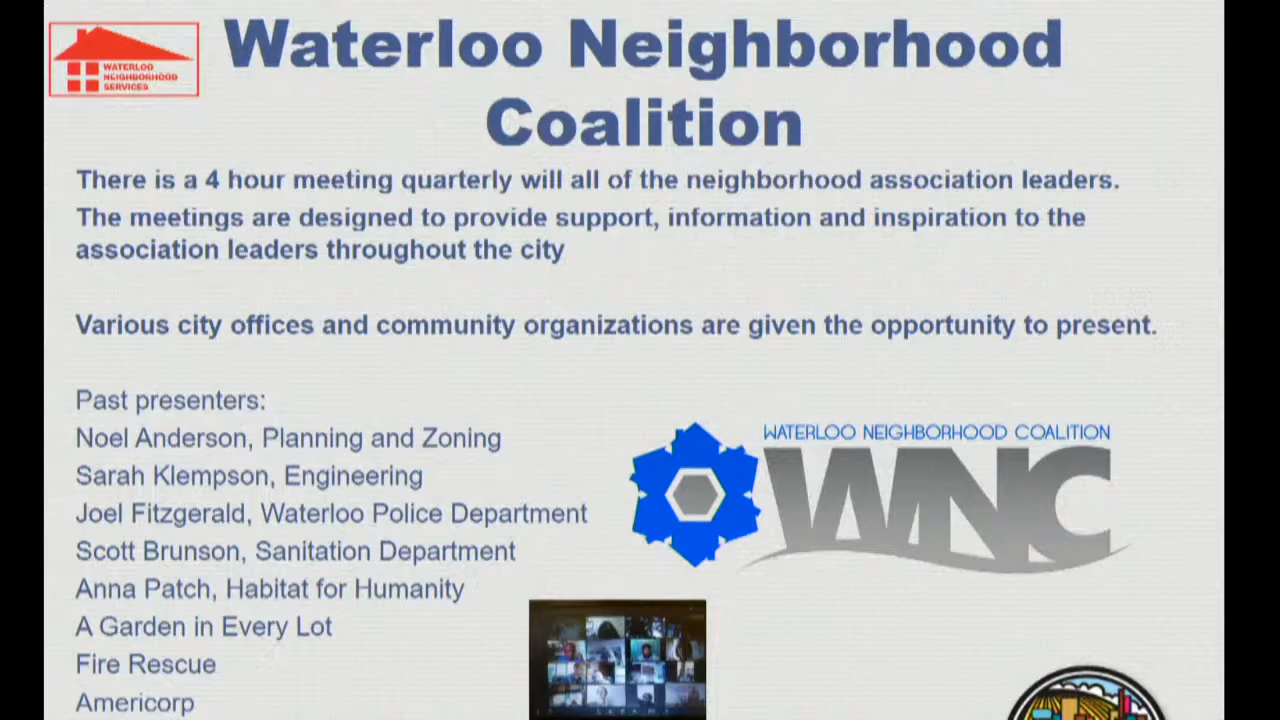 WATERLOO
NEIGHBORHOOD
SERVICES
Waterloo Neighborhood
Coalition
There is a 4 hour meeting quarterly will all of the neighborhood association leaders.
The meetings are designed to provide support, information and inspiration to the
association leaders throughout the city
Various city offices and community organizations are given the opportunity to present.
Past presenters:
Noel Anderson, Planning and Zoning
Sarah Klempson, Engineering
Joel Fitzgerald, Waterloo Police Department
Scott Brunson, Sanitation Department
Anna Patch, Habitat for Humanity
A Garden in Every Lot
Fire Rescue
Americorp
WATERLOO NEIGHBORHOOD COALITION
WNC